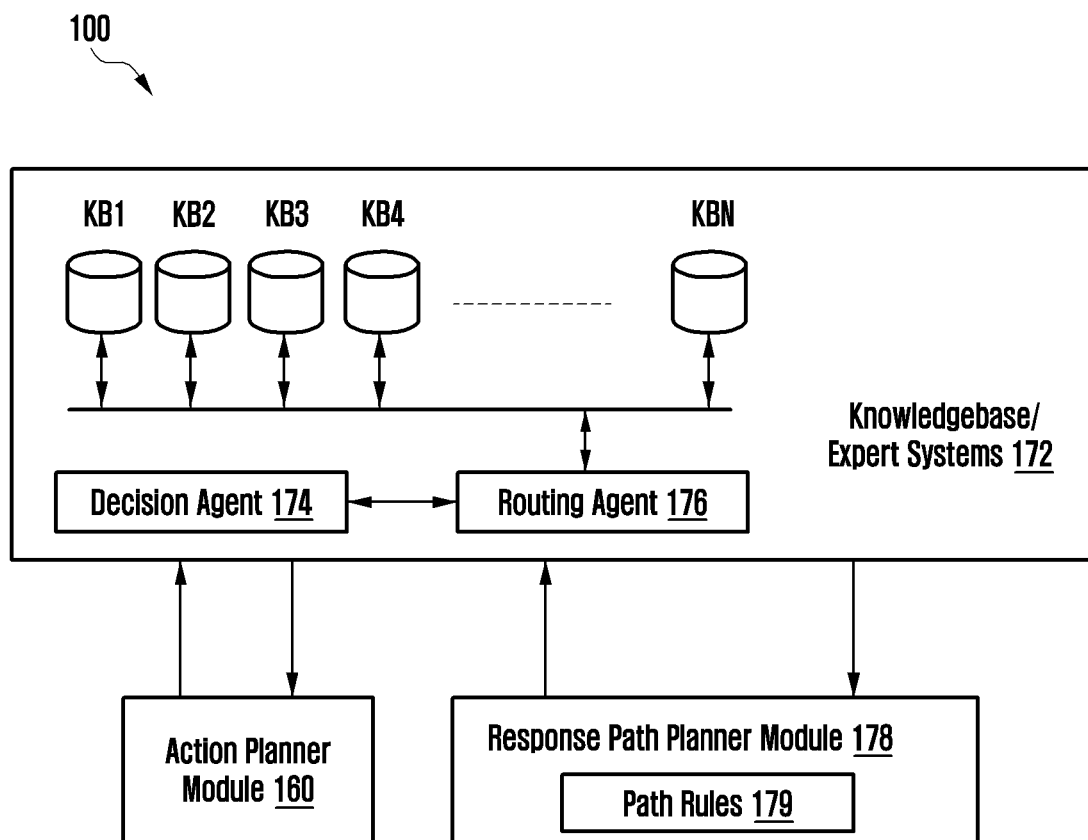 100
KB1 KB2 KB3 KB4 KBN
Knowledgebase/
Expert Systems 172
Decision Agent 174 Routing Agent 176
Action Planner
Module 160
Response Path Planner Module 178
Path Rules 179